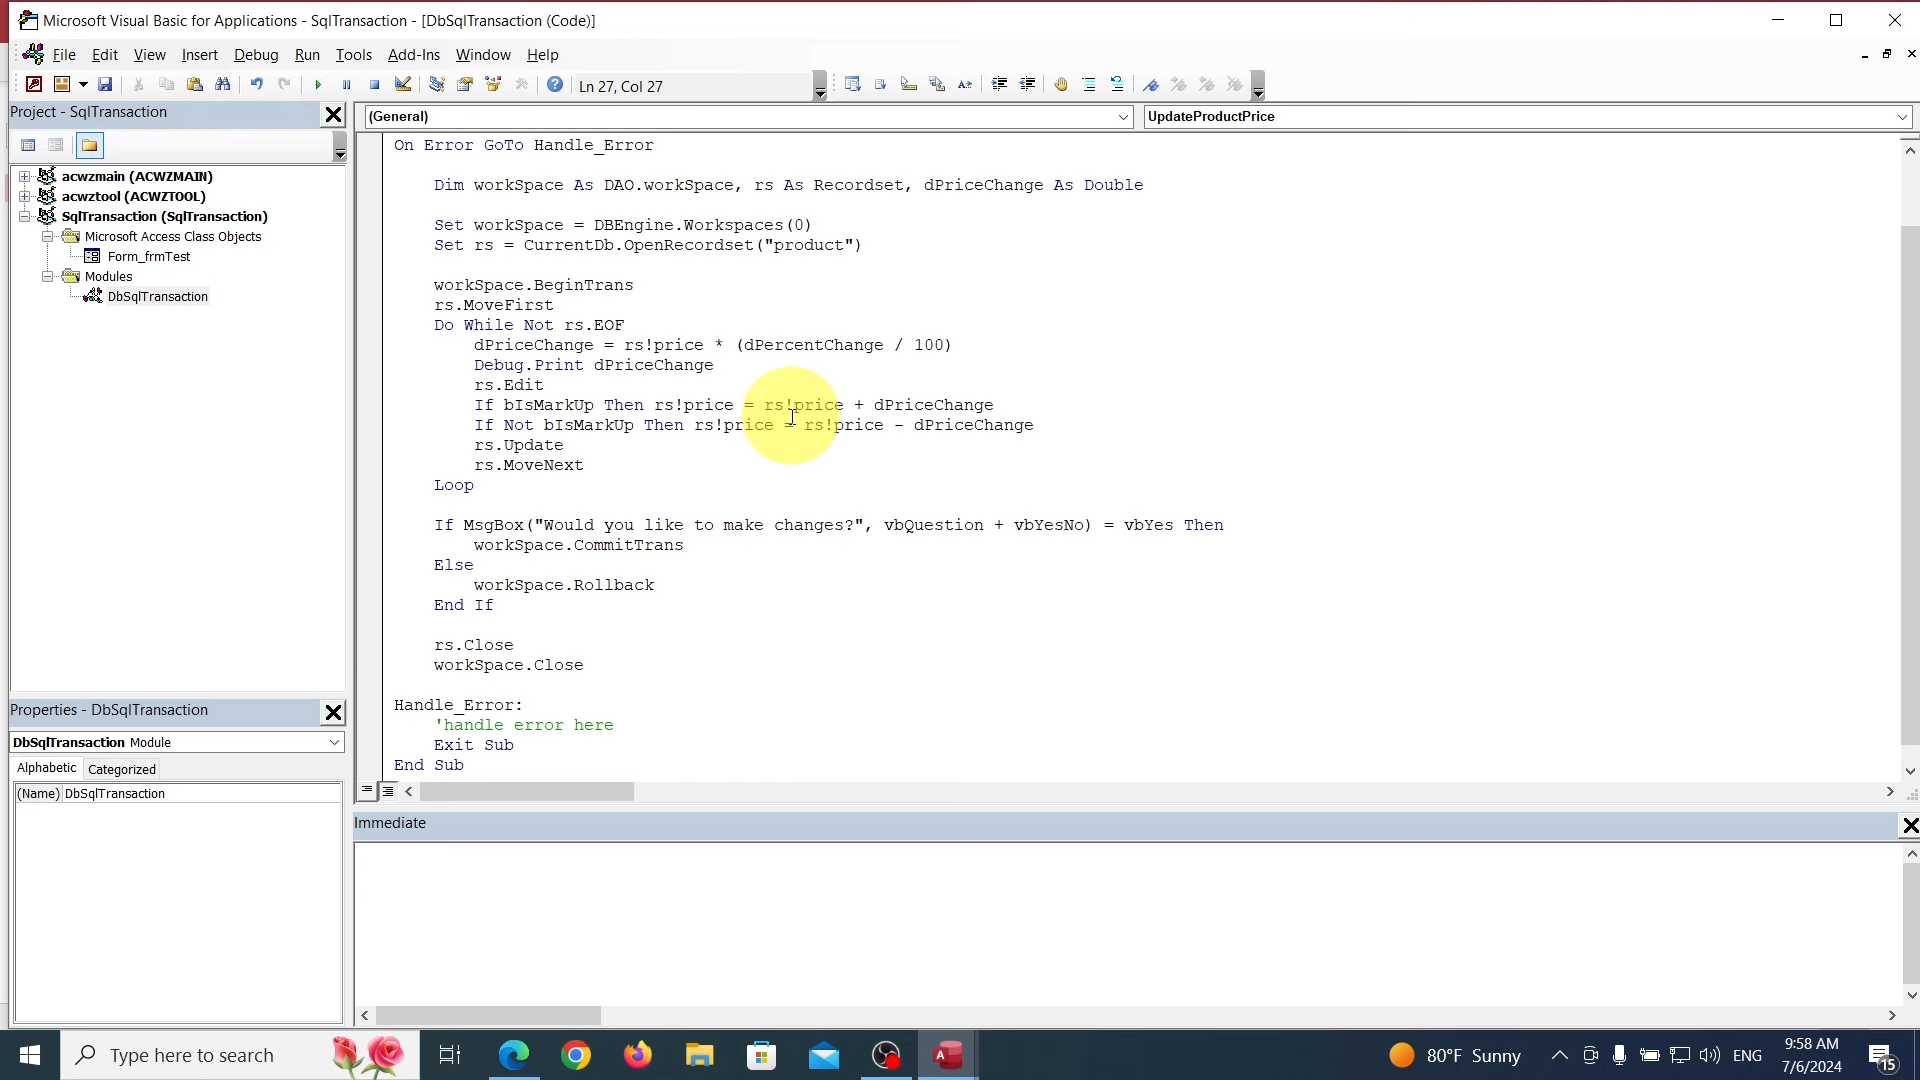 Microsoft Visual Basic for Applications - SqlTransaction - [DbSqlTransaction (Code)]
File Edit View Insert Debug Run Tools Add-Ins Window Help
Ln 27, Col 27
Project - SqlTransaction
(General)
UpdateProductPrice
acwzmain (ACWZMAIN)
acwztool (ACWZTOOL)
SqlTransaction (SqlTransaction)
Microsoft Access Class Objects
Form_frmTest
Modules
DbSqlTransaction
On Error GoTo Handle_Error
Dim workSpace As DAO.workSpace, rs As Recordset, dPriceChange As Double
Set workSpace = DBEngine.Workspaces(0)
Set rs = CurrentDb.OpenRecordset("product")
workSpace.BeginTrans
rs.MoveFirst
Do While Not rs.EOF
dPriceChange = rs!price * (dPercentChange / 100)
Debug.Print dPriceChange
rs.Edit
If bIsMarkUp Then rs!price = rs!price + dPriceChange
If Not bIsMarkUp Then rs!price = rs!price - dPriceChange
rs.Update
rs.MoveNext
Loop
If MsgBox("Would you like to make changes?", vbQuestion + vbYesNo) = vbYes Then
workSpace.CommitTrans
Else
workSpace.Rollback
End If
rs.Close
workSpace.Close
Handle_Error:
'handle error here
Exit Sub
End Sub
Properties - DbSqlTransaction
DbSqlTransaction Module
Alphabetic Categorized
(Name) DbSqlTransaction
Immediate
Type here to search
80°F Sunny
ENG
9:58 AM
7/6/2024
15